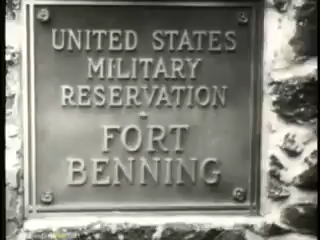 UNITED STATES
MILITARY
RESERVATION
-
FORT
BENNING